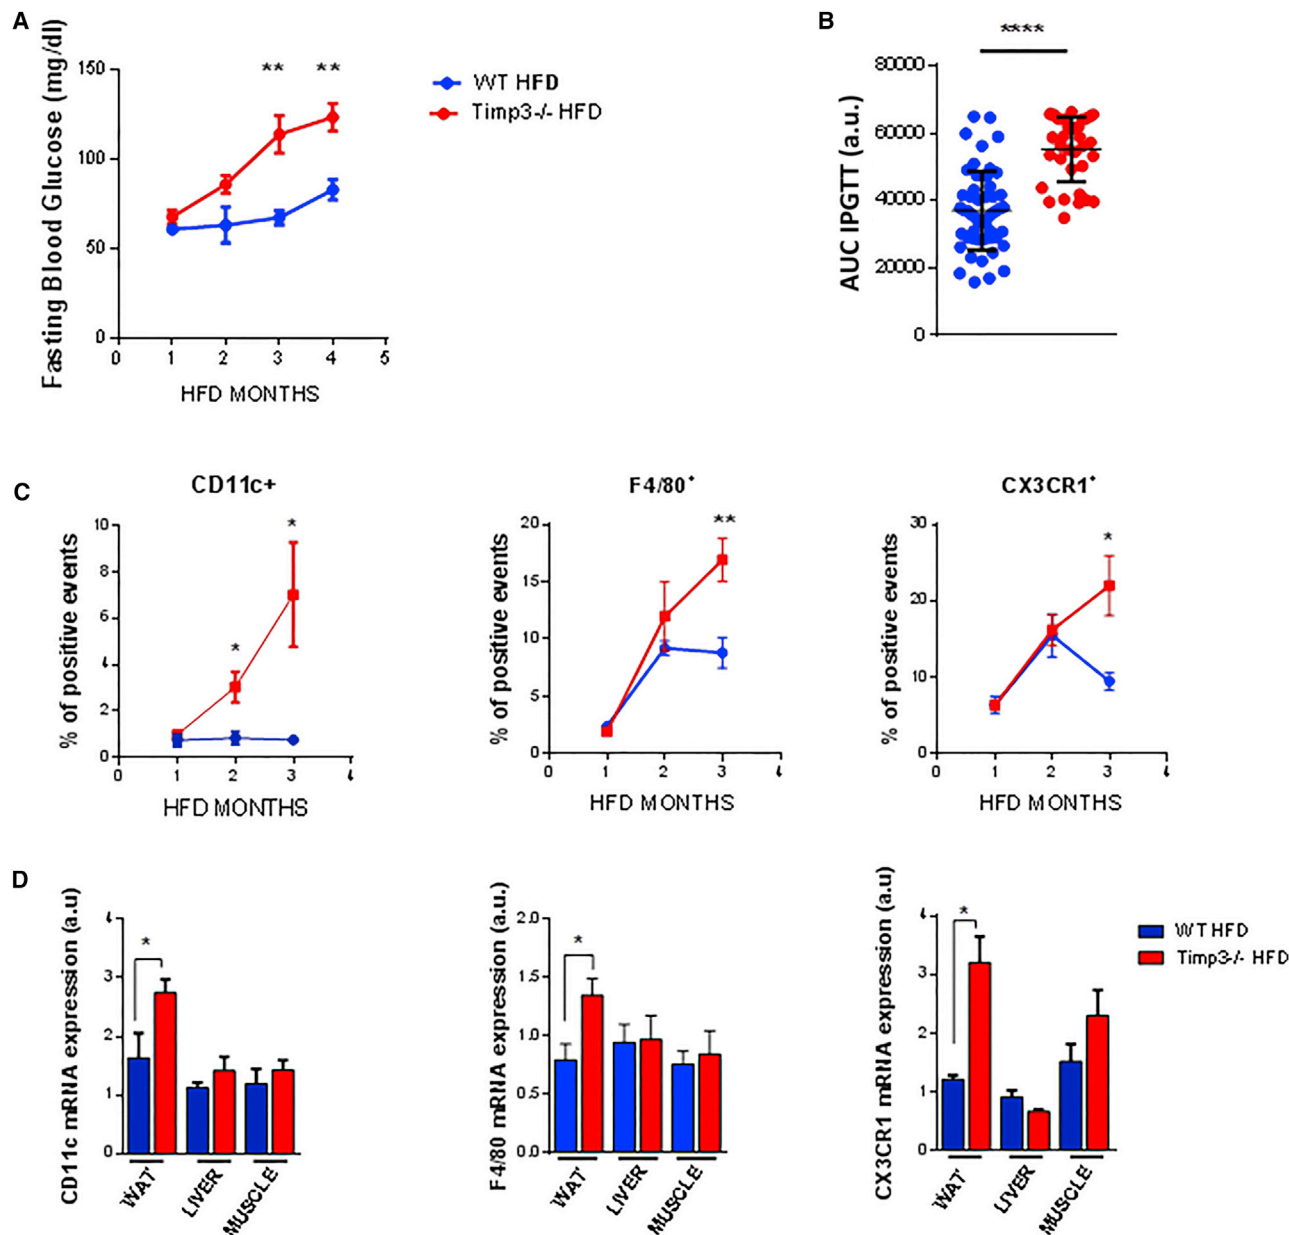 A
Fasting Blood Glucose (mg/dl)
150
100
50
0
0 1 2 3 4 5
** **
HFD MONTHS
WT HFD
Timp3-/- HFD
B
****
AUC IPGTT (a.u.)
80000
60000
40000
20000
0
C
CD11c+
% of positive events
10
8
6
4
2
0
0 1 2 3 4
*
*
HFD MONTHS
F4/80+
% of positive events
20
15
10
5
0
0 1 2 3 4
**
HFD MONTHS
CX3CR1+
% of positive events
30
20
10
0
0 1 2 3 4
*
HFD MONTHS
D
CD11c mRNA expression (a.u)
4
3
2
1
0
*
WAT LIVER MUSCLE
F4/80 mRNA expression (a.u.)
2.0
1.5
1.0
0.5
0.0
*
WAT LIVER MUSCLE
CX3CR1 mRNA expression (a.u)
4
3
2
1
0
*
WAT LIVER MUSCLE
WT HFD
Timp3-/- HFD